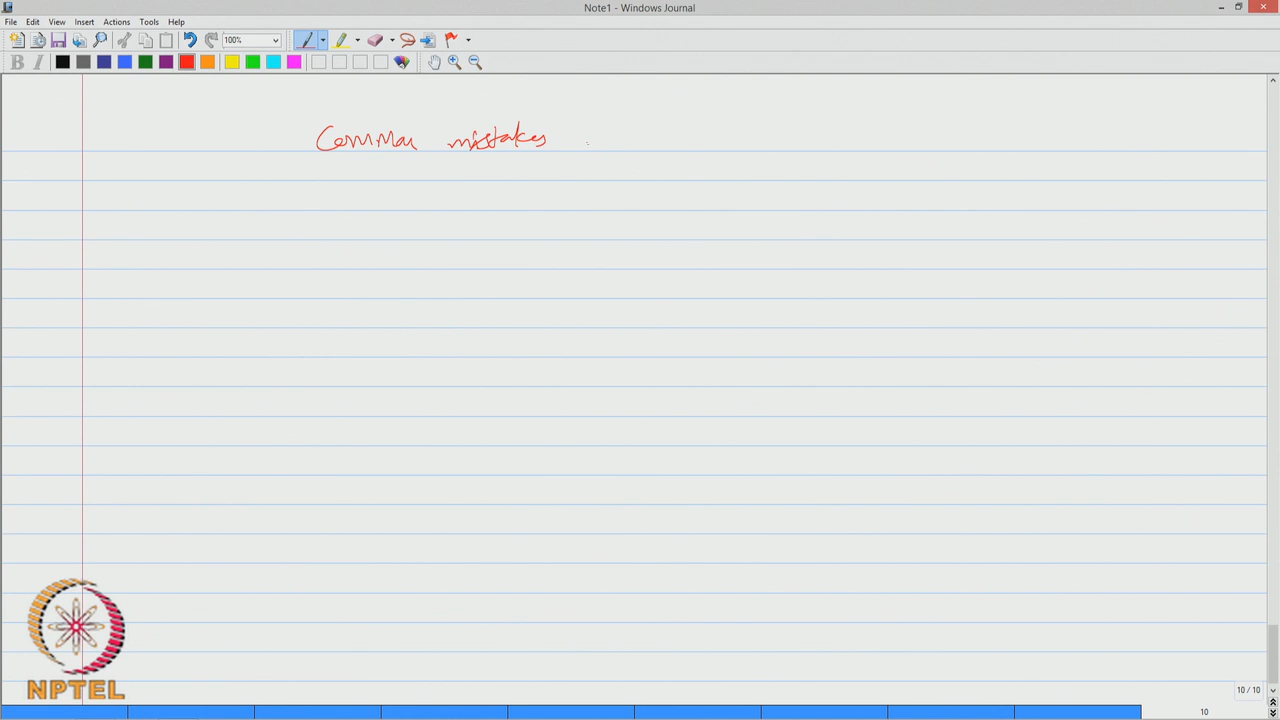 Note1 - Windows Journal
File Edit View Insert Actions Tools Help
100%
B I
Common mistakes
NPTEL
10 / 10
10